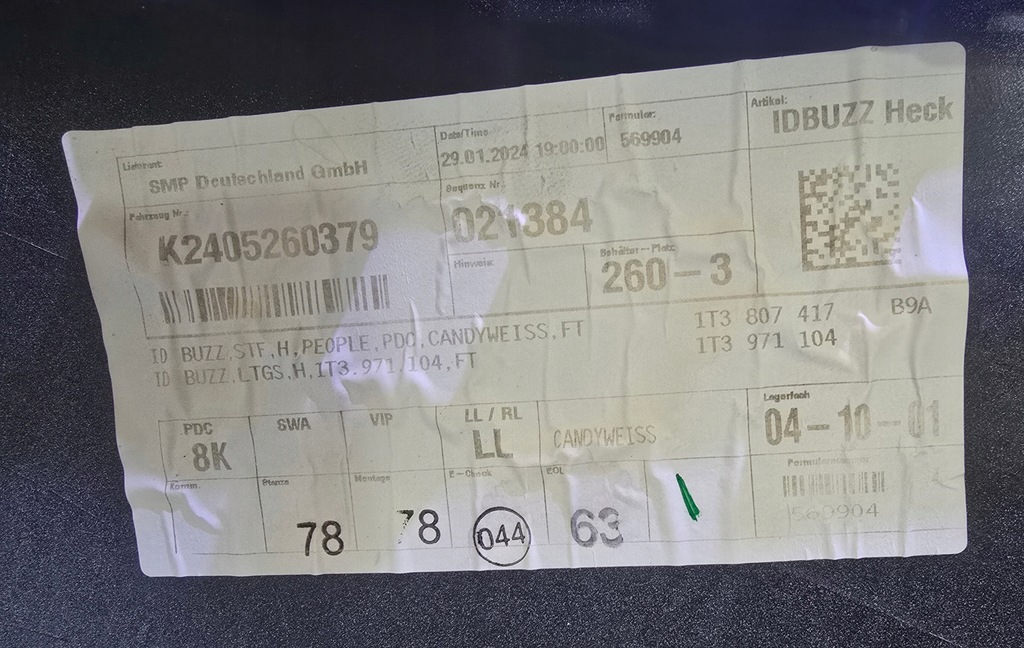 Lieferant:
SMP Deutschland GmbH
Date/Time
29.01.2024 19:00:00
Formular:
569904
Artikel:
IDBUZZ Heck
Fahrzeug Nr.:
K2405260379
Sequenz Nr.:
021384
Hinweis:
Behälter-Platz:
260-3
ID BUZZ,STF,H,PEOPLE,PDC,CANDYWEISS,FT
1T3 807 417 B9A
ID BUZZ,LTGS,H,1T3.971.104,FT
1T3 971 104
PDC
8K
SWA
VIP
LL / RL
LL
CANDYWEISS
Lagerfach
04-10-01
Komm.
Stanze
78
Montage
78
E-Check
044
EOL
63
Formularnummer
569904